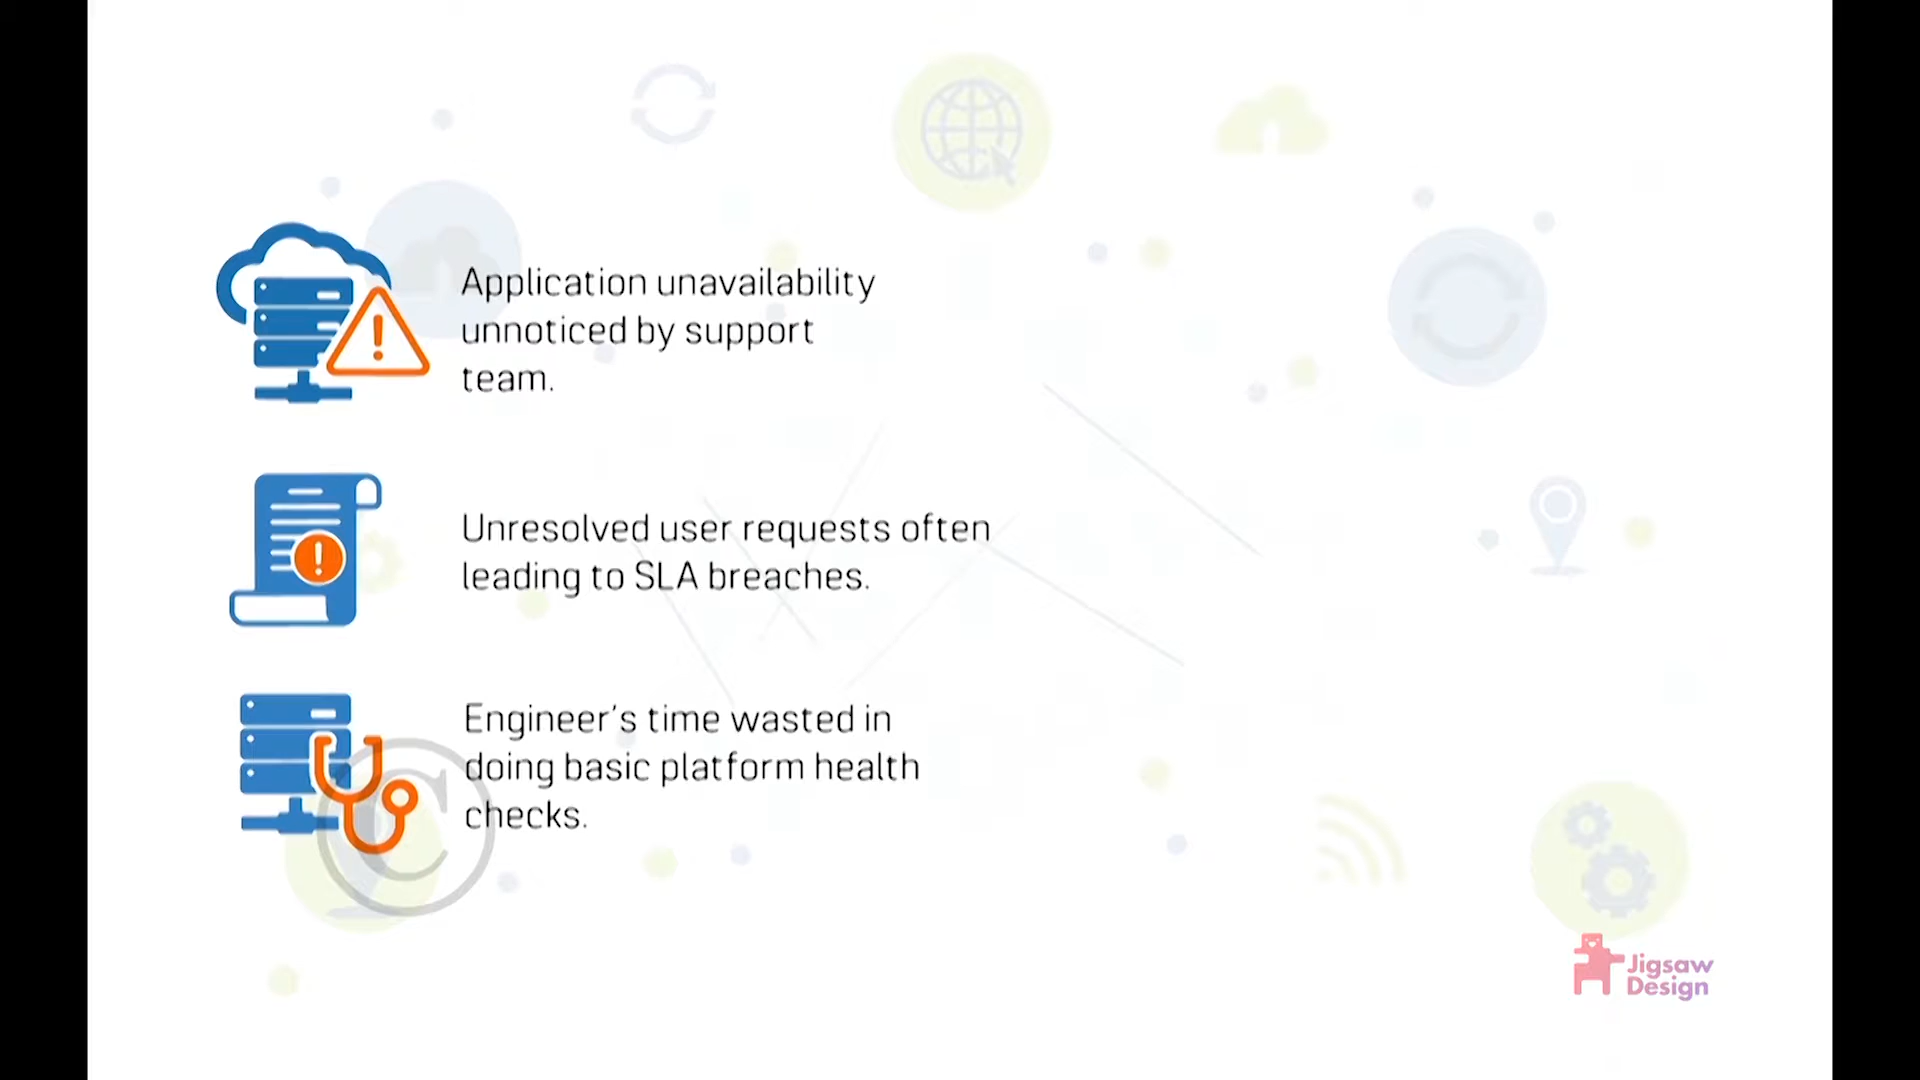 Application unavailability
unnoticed by support
team.
Unresolved user requests often
leading to SLA breaches.
Engineer's time wasted in
doing basic platform health
checks.
C
Jigsaw
Design